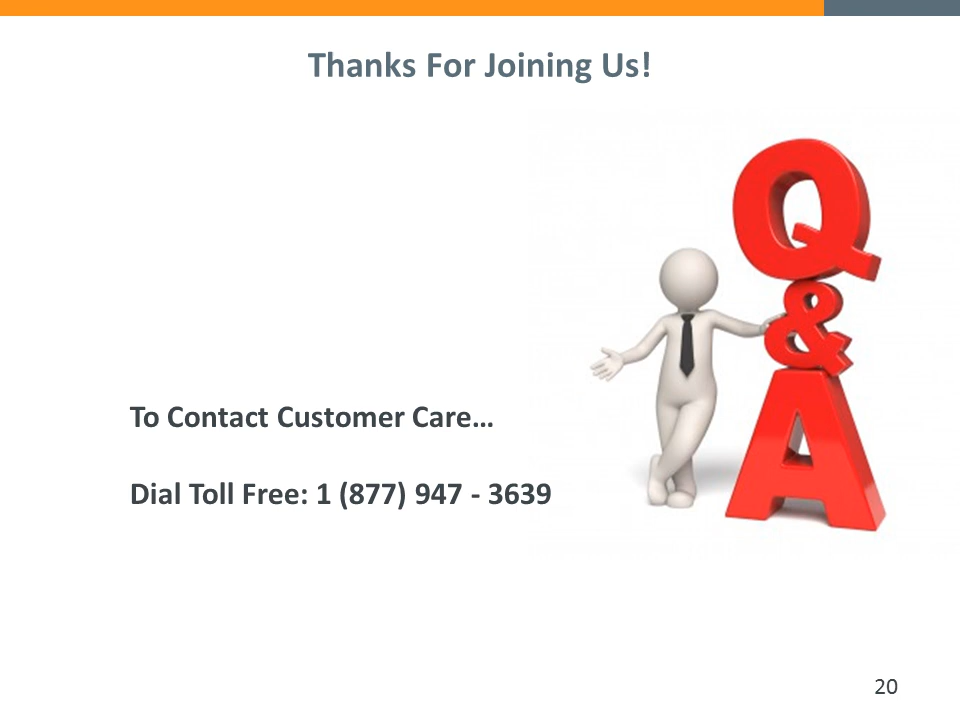 Thanks For Joining Us!
Q
&
A
To Contact Customer Care…
Dial Toll Free: 1 (877) 947 - 3639
20